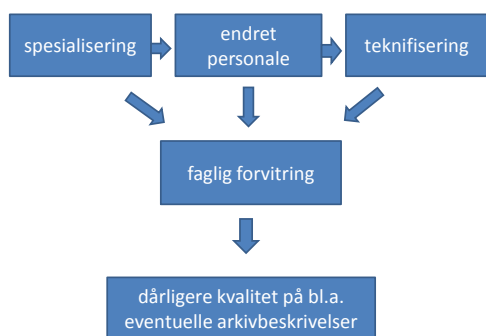 spesialisering
endret
personale
teknifisering
faglig forvitring
dårligere kvalitet på bl.a.
eventuelle arkivbeskrivelser